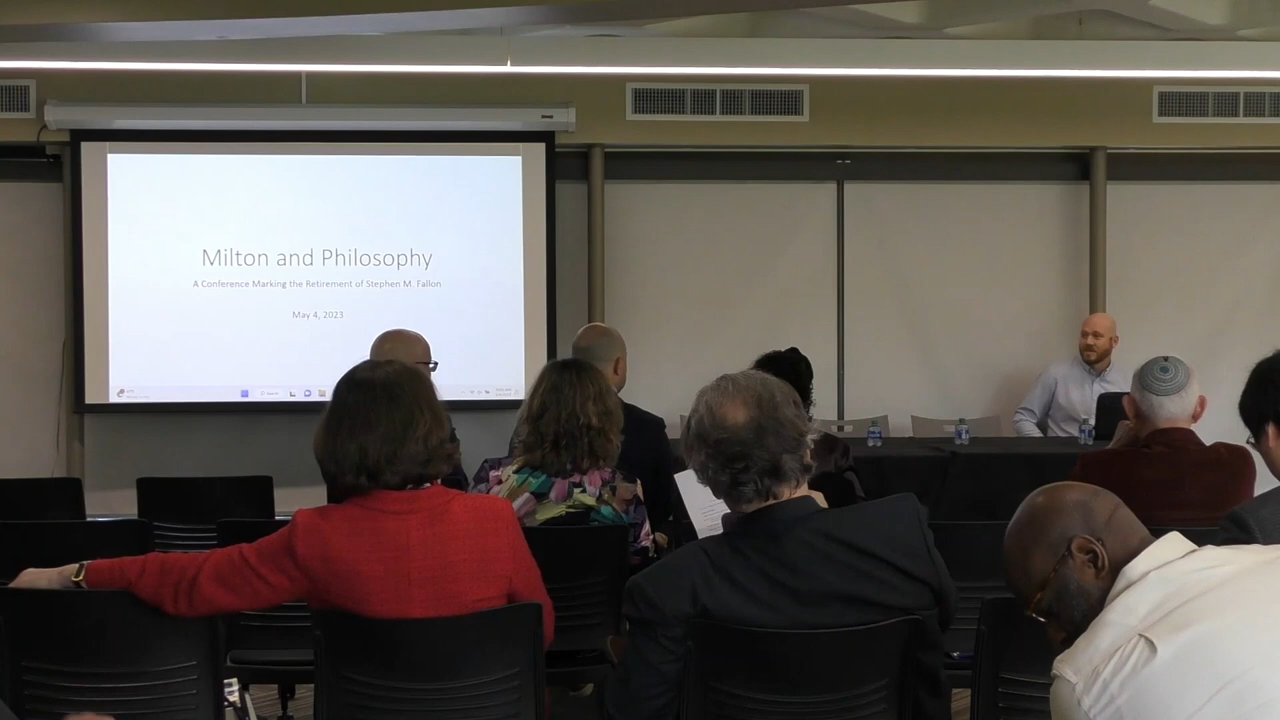 Milton and Philosophy
A Conference Marking the Retirement of Stephen M. Fallon
May 4, 2023